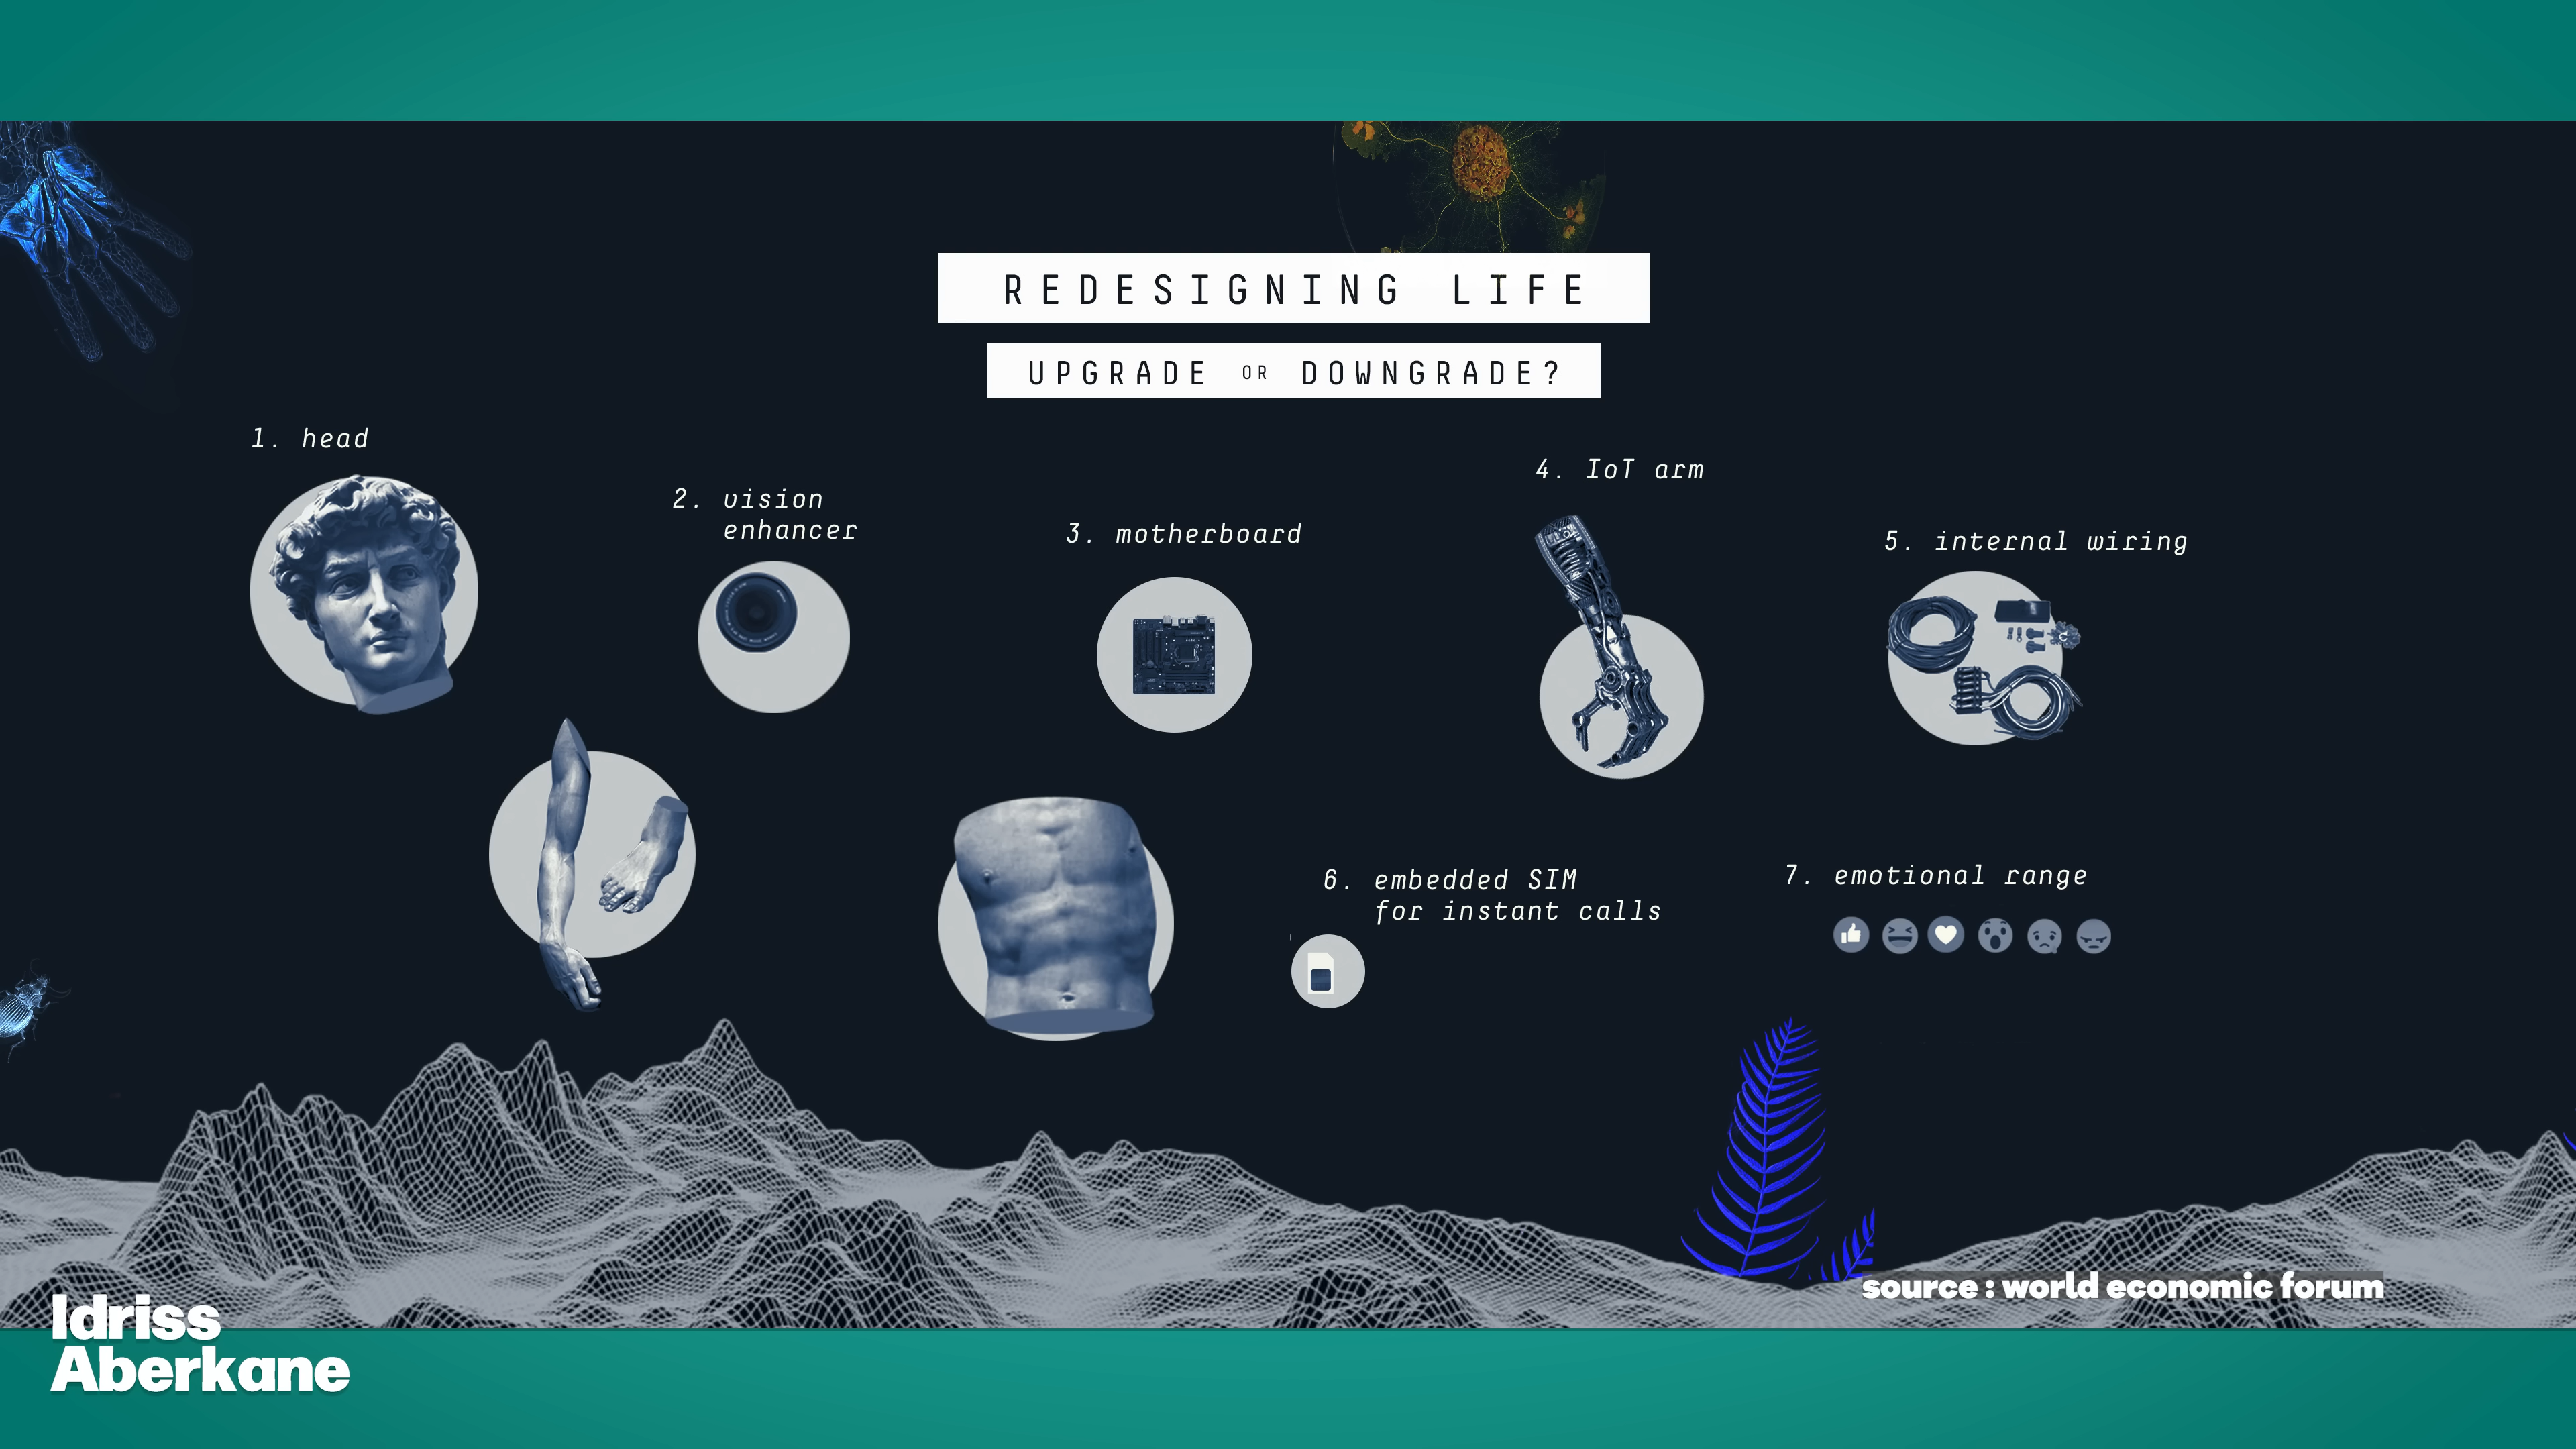 REDESIGNING LIFE
UPGRADE OR DOWNGRADE?
1. head
2. vision
enhancer
3. motherboard
4. IoT arm
5. internal wiring
6. embedded SIM
for instant calls
7. emotional range
source : world economic forum
Idriss
Aberkane